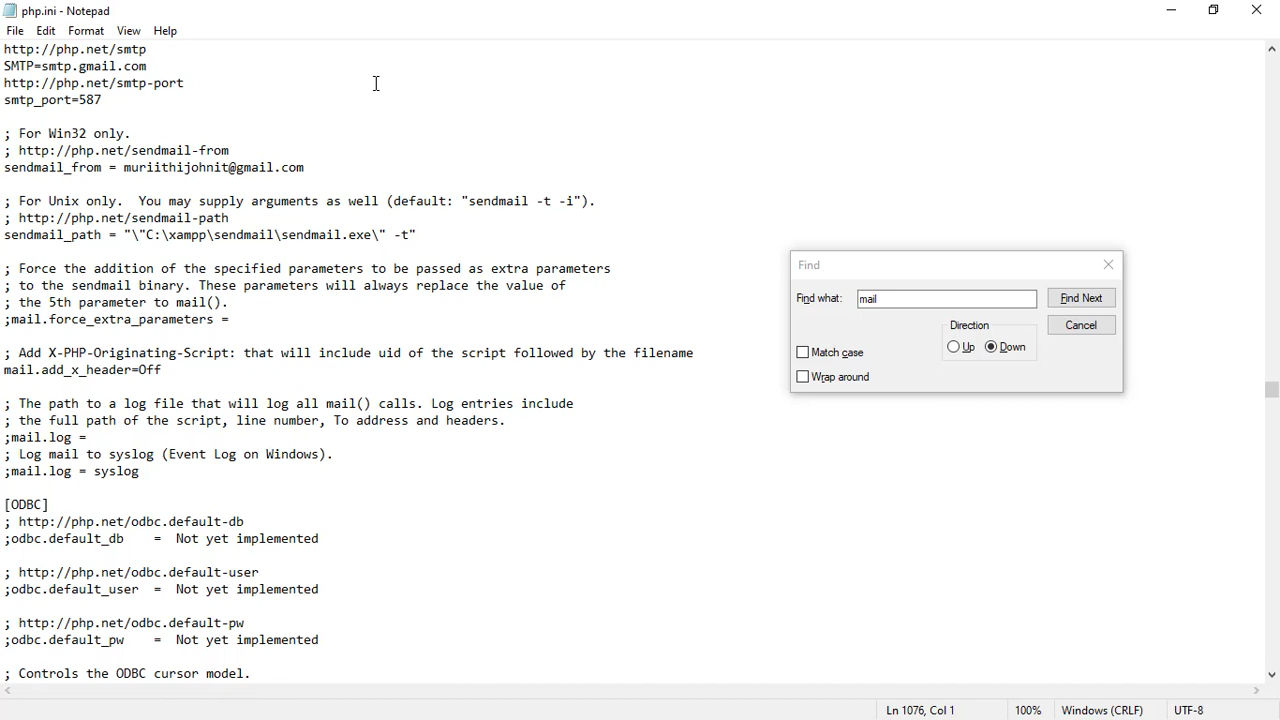 php.ini - Notepad
File Edit Format View Help
http://php.net/smtp
SMTP=smtp.gmail.com
http://php.net/smtp-port
smtp_port=587
; For Win32 only.
; http://php.net/sendmail-from
sendmail_from = muriithijohnit@gmail.com
; For Unix only.  You may supply arguments as well (default: "sendmail -t -i").
; http://php.net/sendmail-path
sendmail_path = "\"C:\xampp\sendmail\sendmail.exe\" -t"
; Force the addition of the specified parameters to be passed as extra parameters
; to the sendmail binary. These parameters will always replace the value of
; the 5th parameter to mail().
;mail.force_extra_parameters =
; Add X-PHP-Originating-Script: that will include uid of the script followed by the filename
mail.add_x_header=Off
; The path to a log file that will log all mail() calls. Log entries include
; the full path of the script, line number, To address and headers.
;mail.log =
; Log mail to syslog (Event Log on Windows).
;mail.log = syslog
[ODBC]
; http://php.net/odbc.default-db
;odbc.default_db    =  Not yet implemented
; http://php.net/odbc.default-user
;odbc.default_user  =  Not yet implemented
; http://php.net/odbc.default-pw
;odbc.default_pw    =  Not yet implemented
; Controls the ODBC cursor model.
Find
Find what: mail Find Next
Direction Cancel
Up Down
Match case
Wrap around
Ln 1076, Col 1 100% Windows (CRLF) UTF-8